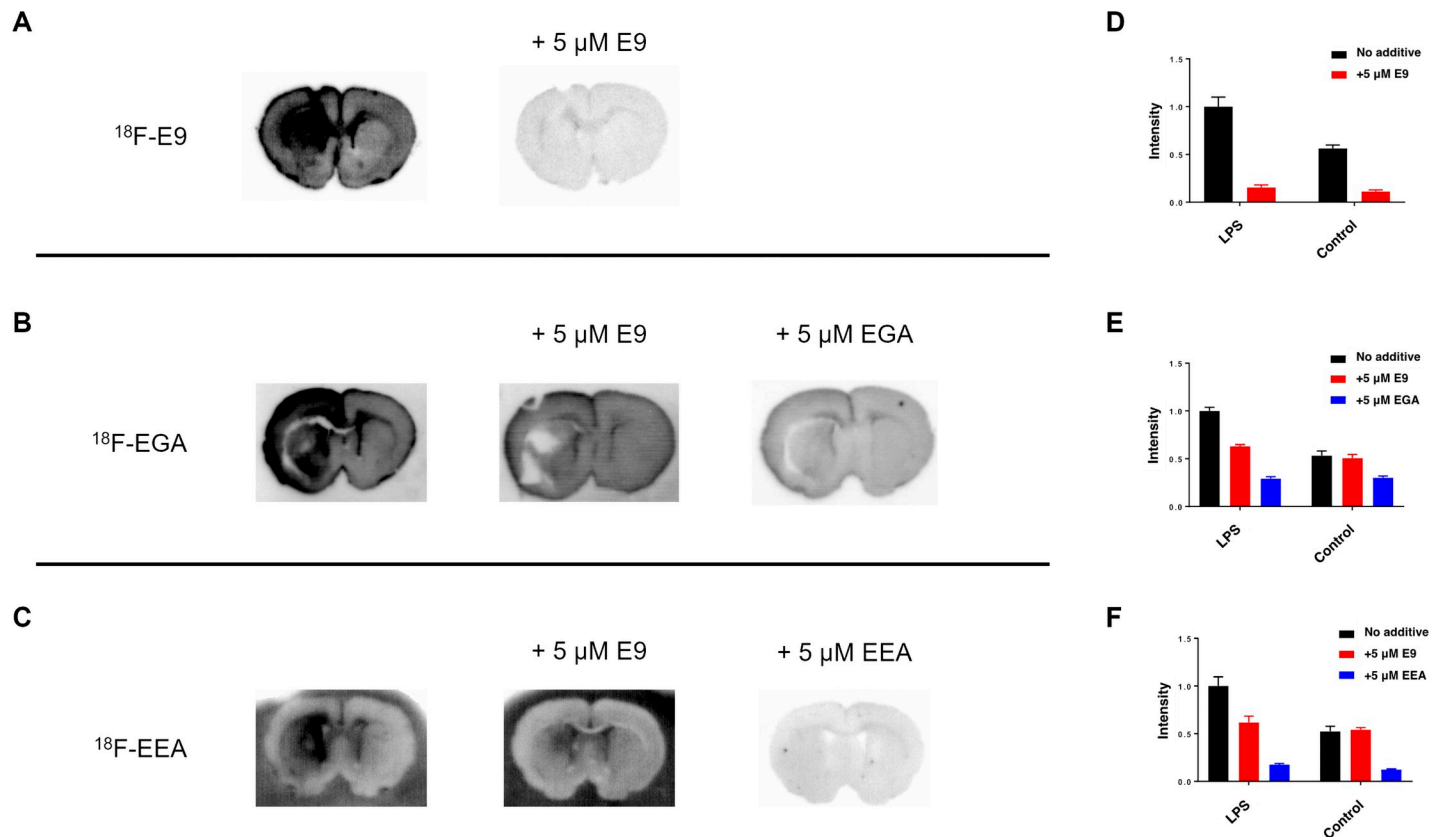 A
+ 5 µM E9
¹⁸F-E9
D
No additive
+5 µM E9
1.5
1.0
0.5
0.0
Intensity
LPS
Control
B
+ 5 µM E9
+ 5 µM EGA
¹⁸F-EGA
E
No additive
+5 µM E9
+5 µM EGA
1.5
1.0
0.5
0.0
Intensity
LPS
Control
C
+ 5 µM E9
+ 5 µM EEA
¹⁸F-EEA
F
No additive
+5 µM E9
+5 µM EEA
1.5
1.0
0.5
0.0
Intensity
LPS
Control